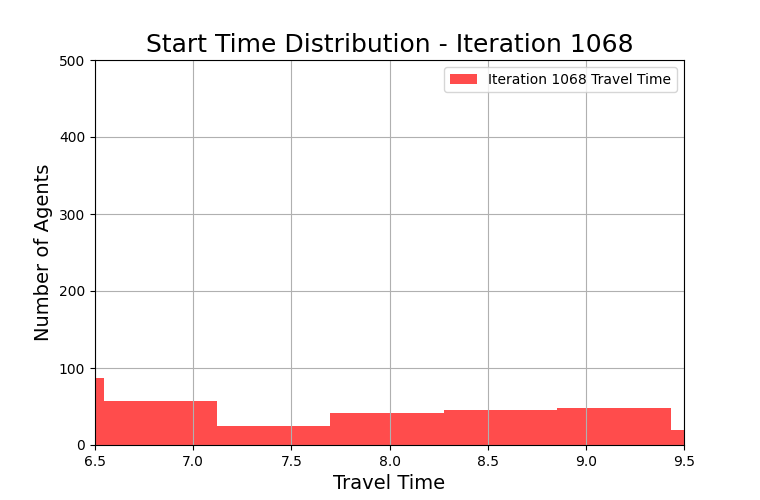 Start Time Distribution - Iteration 1068
500
Iteration 1068 Travel Time
400
300
200
100
0
Number of Agents
6.5 7.0 7.5 8.0 8.5 9.0 9.5
Travel Time